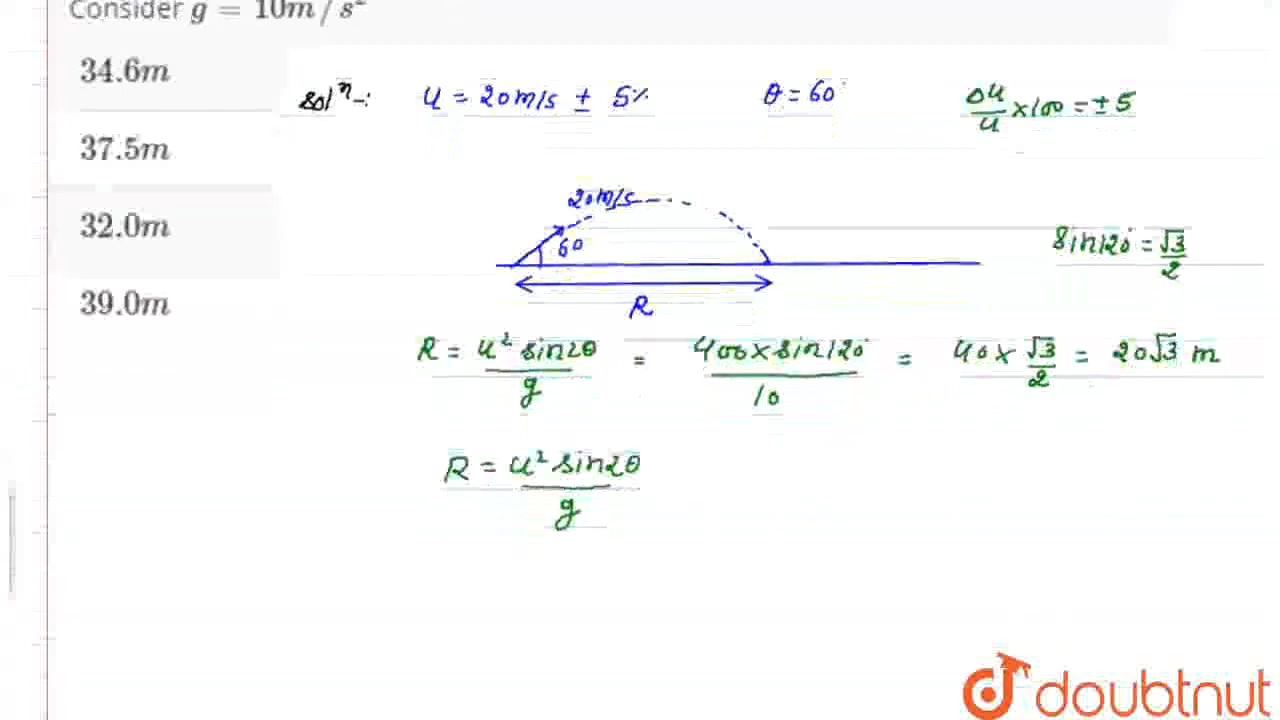 Consider g = 10m / s²
34.6m
37.5m
32.0m
39.0m
solⁿ -: u = 20m/s ± 5% θ = 60° Δu/u × 100 = ± 5
20m/s
60
R
sin120° = √3/2
R = u² sin2θ/g = 400 × sin120°/10 = 40 × √3/2 = 20√3 m
R = u² sin2θ/g
doubtnut